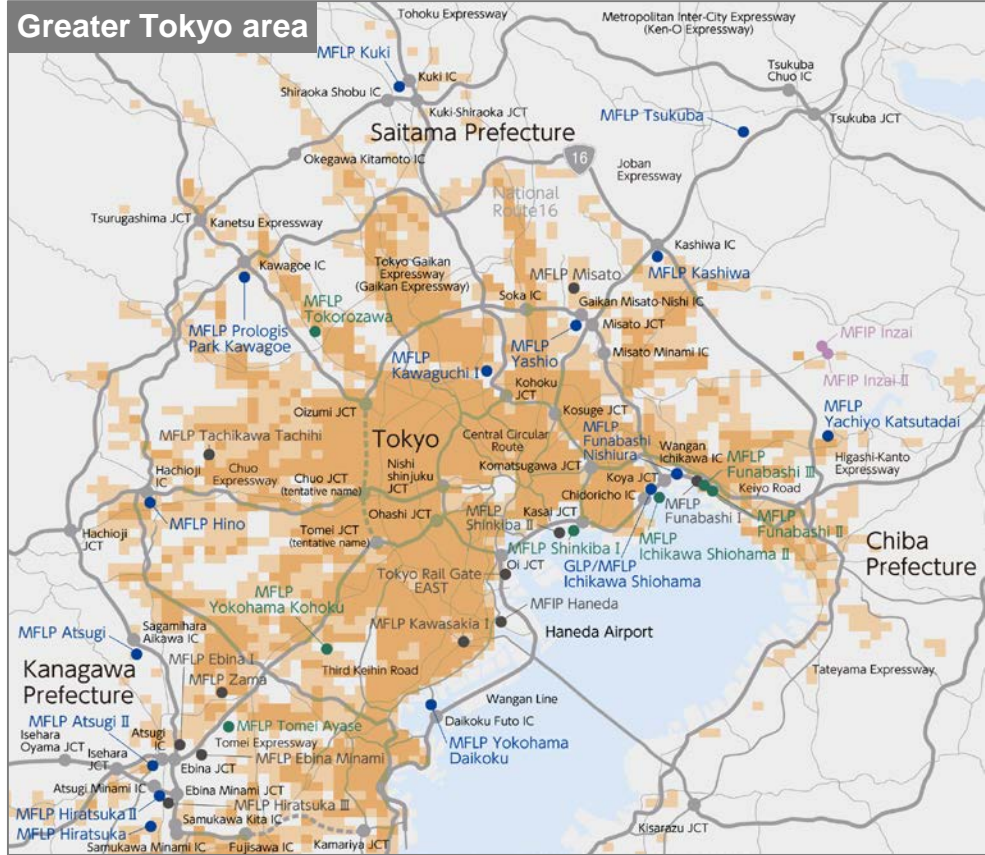 Greater Tokyo area
Tohoku Expressway
Metropolitan Inter-City Expressway
(Ken-O Expressway)
MFLP Kuki
Kuki IC
Tsukuba
Chuo IC
Shiraoka Shobu IC
Kuki-Shiraoka JCT
MFLP Tsukuba
Tsukuba JCT
Saitama Prefecture
Okegawa Kitamoto IC
16
Joban
Expressway
National
Route16
Tsurugashima JCT
Kanetsu Expressway
Kashiwa IC
Kawagoe IC
Tokyo Gaikan
Expressway
(Gaikan Expressway)
MFLP Misato
MFLP Kashiwa
Soka IC
Gaikan Misato-Nishi IC
MFLP
Tokorozawa
MFLP Prologis
Park Kawagoe
MFLP
Yashio
Misato JCT
MFIP Inzai
MFLP
Kawaguchi I
Misato Minami IC
MFIP Inzai II
Kohoku
JCT
Oizumi JCT
Kosuge JCT
MFLP
Yachiyo Katsutadai
MFLP Tachikawa Tachihi
Tokyo
Central Circular
Route
MFLP
Funabashi
Nishiura
Wangan
Ichikawa IC
Higashi-Kanto
Expressway
Hachioji
IC
Chuo
Expressway
Chuo JCT
(tentative name)
Nishi
shinjuku
JCT
Komatsugawa JCT
Koya JCT
MFLP
Funabashi III
Keiyo Road
MFLP Hino
Ohashi JCT
Chidoricho IC
MFLP
Funabashi I
MFLP
Funabashi II
Hachioji
JCT
Tomei JCT
(tentative name)
MFLP
Shinkiba II
Kasai JCT
MFLP
Ichikawa Shiohama II
MFLP Shinkiba I
Oi JCT
GLP/MFLP
Ichikawa Shiohama
Chiba
Prefecture
Tokyo Rail Gate
EAST
MFLP
Yokohama Kohoku
MFIP Haneda
Sagamihara
Aikawa IC
MFLP Kawasakia I
Haneda Airport
MFLP Atsugi
MFLP Ebina I
Kanagawa
Prefecture
MFLP Zama
Third Keihin Road
Tateyama Expressway
Wangan Line
MFLP Atsugi II
Atsugi
IC
MFLP Tomei Ayase
Daikoku Futo IC
Isehara
Oyama JCT
Isehara
JCT
Tomei Expressway
MFLP Ebina Minami
MFLP Yokohama
Daikoku
Ebina JCT
Atsugi Minami IC
Ebina Minami JCT
MFLP Hiratsuka II
MFLP Hiratsuka III
MFLP Hiratsuka
Samukawa Kita IC
Samukawa Minami IC
Fujisawa IC
Kamariya JCT
Kisarazu JCT